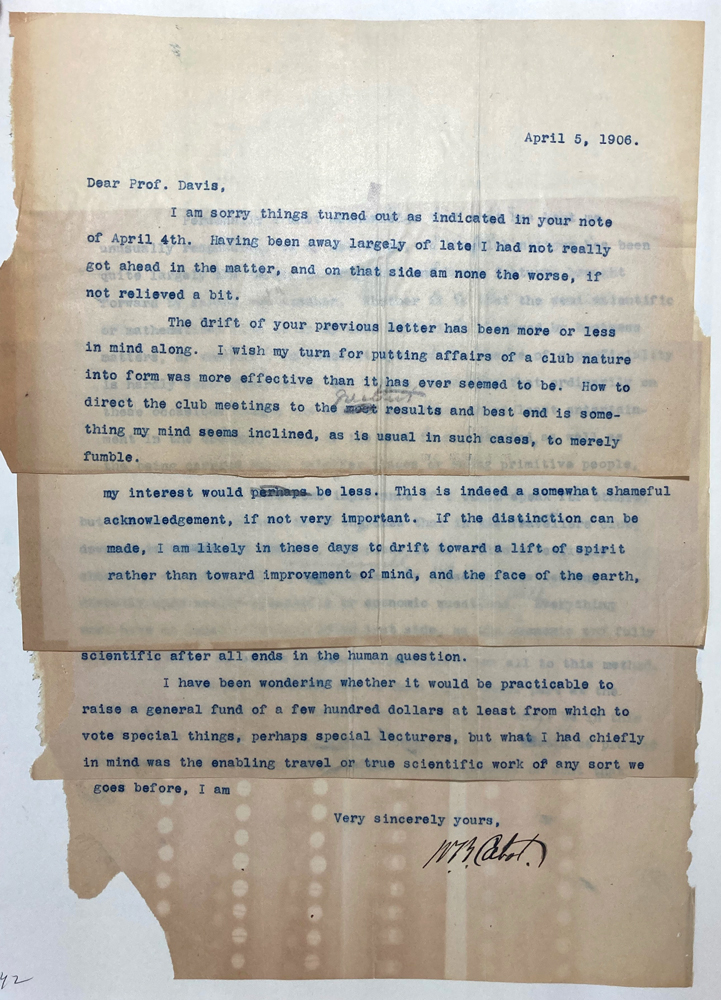 April 5, 1906.
Dear Prof. Davis,
I am sorry things turned out as indicated in your note
of April 4th. Having been away largely of late I had not really
got ahead in the matter, and on that side am none the worse, if
not relieved a bit.
The drift of your previous letter has been more or less
in mind along. I wish my turn for putting affairs of a club nature
into form was more effective than it has ever seemed to be. How to
direct the club meetings to the results and best end is some-
thing my mind seems inclined, as is usual in such cases, to merely
fumble.
my interest would perhaps be less. This is indeed a somewhat shameful
acknowledgement, if not very important. If the distinction can be
made, I am likely in these days to drift toward a lift of spirit
rather than toward improvement of mind, and the face of the earth,
scientific after all ends in the human question.
I have been wondering whether it would be practicable to
raise a general fund of a few hundred dollars at least from which to
vote special things, perhaps special lecturers, but what I had chiefly
in mind was the enabling travel or true scientific work of any sort we
goes before, I am
Very sincerely yours,
W. B. Cabot.
42